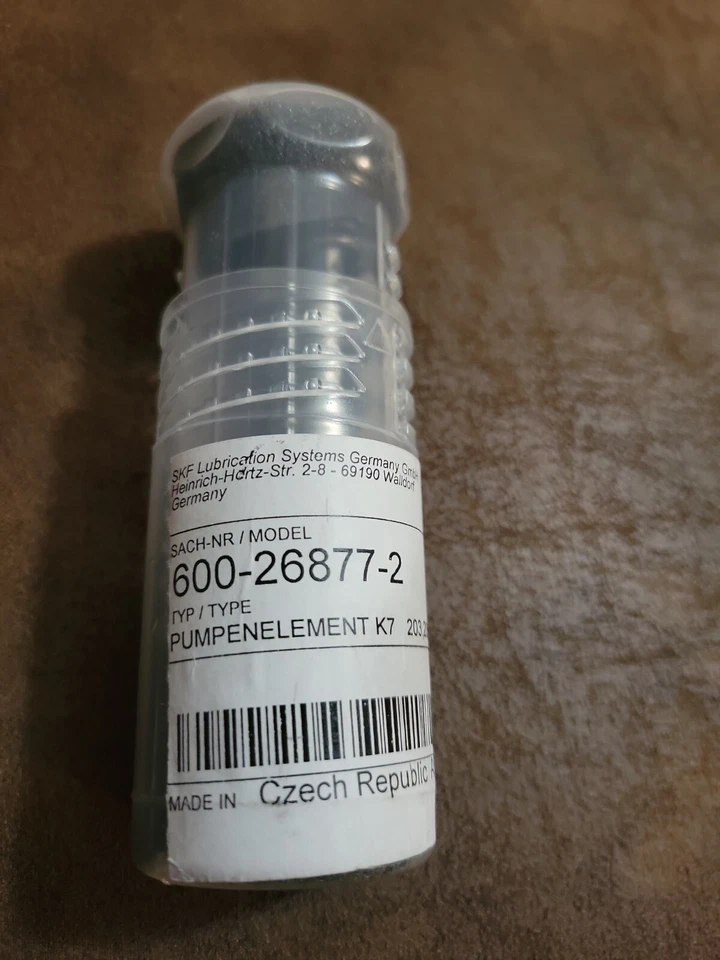 SKF Lubrication Systems Germany GmbH
Heinrich-Hertz-Str. 2-8 - 69190 Walldorf
Germany
SACH-NR / MODEL
600-26877-2
TYP / TYPE
PUMPENELEMENT K7
MADE IN Czech Republic